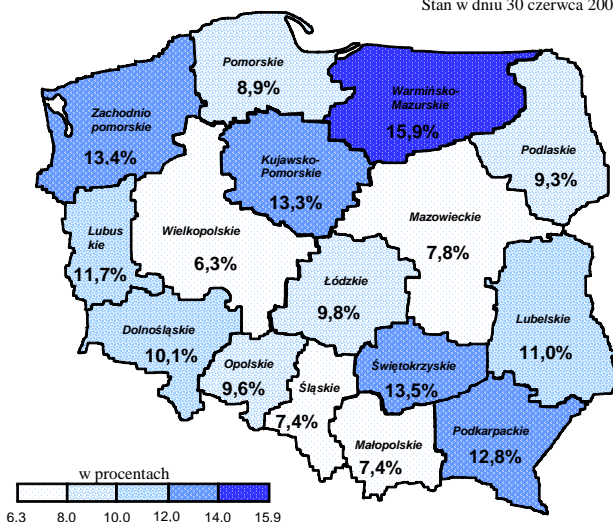 Stan w dniu 30 czerwca 200
Pomorskie
8,9%
Warmińsko-
Mazurskie
15,9%
Zachodnio
pomorskie
13,4%
Kujawsko-
Pomorskie
13,3%
Podlaskie
9,3%
Mazowieckie
7,8%
Lubus
kie
11,7%
Wielkopolskie
6,3%
Łódzkie
9,8%
Lubelskie
11,0%
Dolnośląskie
10,1%
Opolskie
9,6%
Śląskie
7,4%
Świętokrzyskie
13,5%
Małopolskie
7,4%
Podkarpackie
12,8%
w procentach
6.3 8.0 10.0 12.0 14.0 15.9